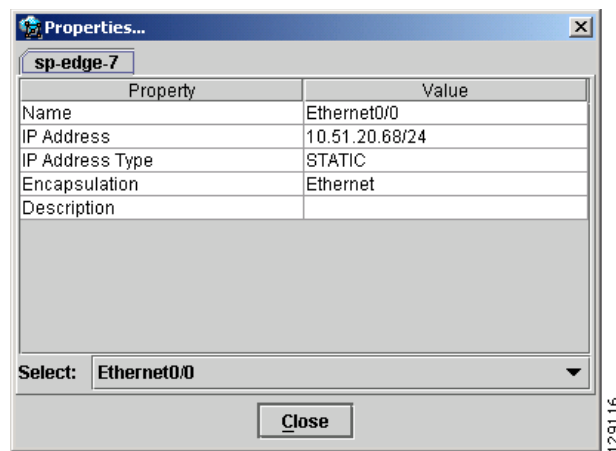 Properties...
sp-edge-7
Property Value
Name Ethernet0/0
IP Address 10.51.20.68/24
IP Address Type STATIC
Encapsulation Ethernet
Description
Select: Ethernet0/0
Close
129116